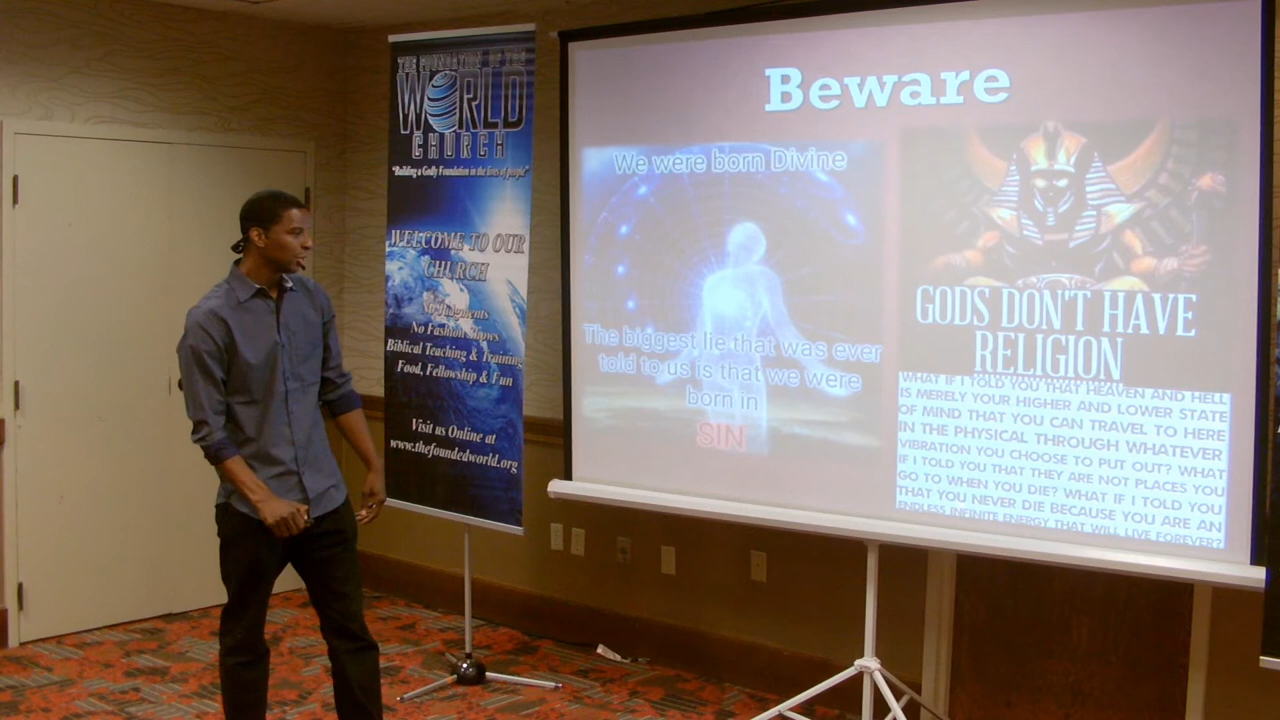 THE FOUNDATION OF THE
WORLD
CHURCH
"Building a Godly Foundation in the lives of people"
WELCOME TO OUR
CHURCH
No Judgments
No Fashion Shows
Biblical Teaching & Training
Food, Fellowship & Fun
Visit us Online at
www.thefoundedworld.org
Beware
We were born Divine
The biggest lie that was ever
told to us is that we were
born in
SIN
GODS DON'T HAVE
RELIGION
WHAT IF I TOLD YOU THAT HEAVEN AND HELL
IS MERELY YOUR HIGHER AND LOWER STATE
OF MIND THAT YOU CAN TRAVEL TO HERE
IN THE PHYSICAL THROUGH WHATEVER
VIBRATION YOU CHOOSE TO PUT OUT? WHAT
IF I TOLD YOU THAT THEY ARE NOT PLACES YOU
GO TO WHEN YOU DIE? WHAT IF I TOLD YOU
THAT YOU NEVER DIE BECAUSE YOU ARE AN
ENDLESS INFINITE ENERGY THAT WILL LIVE FOREVER?